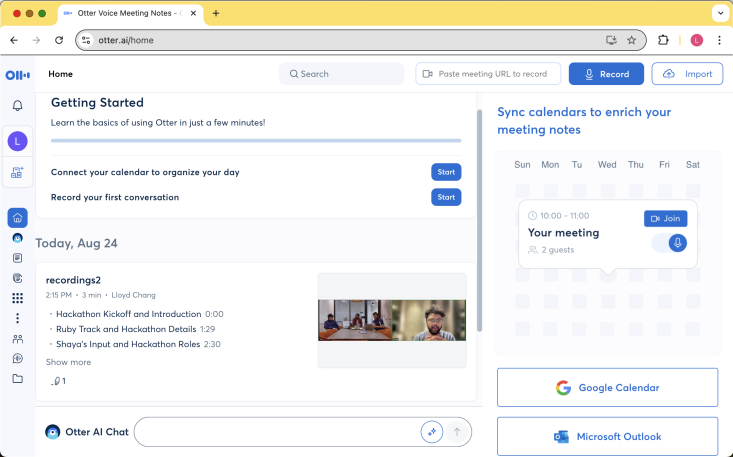 Otter Voice Meeting Notes -
otter.ai/home
L
Home
Search
Paste meeting URL to record
Record
Import
L
Getting Started
Learn the basics of using Otter in just a few minutes!
Connect your calendar to organize your day
Start
Record your first conversation
Start
Today, Aug 24
recordings2
2:15 PM • 3 min • Lloyd Chang
• Hackathon Kickoff and Introduction 0:00
• Ruby Track and Hackathon Details 1:29
• Shaya's Input and Hackathon Roles 2:30
Show more
1
Otter AI Chat
Sync calendars to enrich your
meeting notes
Sun Mon Tu Wed Thu Fri Sat
10:00 - 11:00
Join
Your meeting
2 guests
Google Calendar
Microsoft Outlook